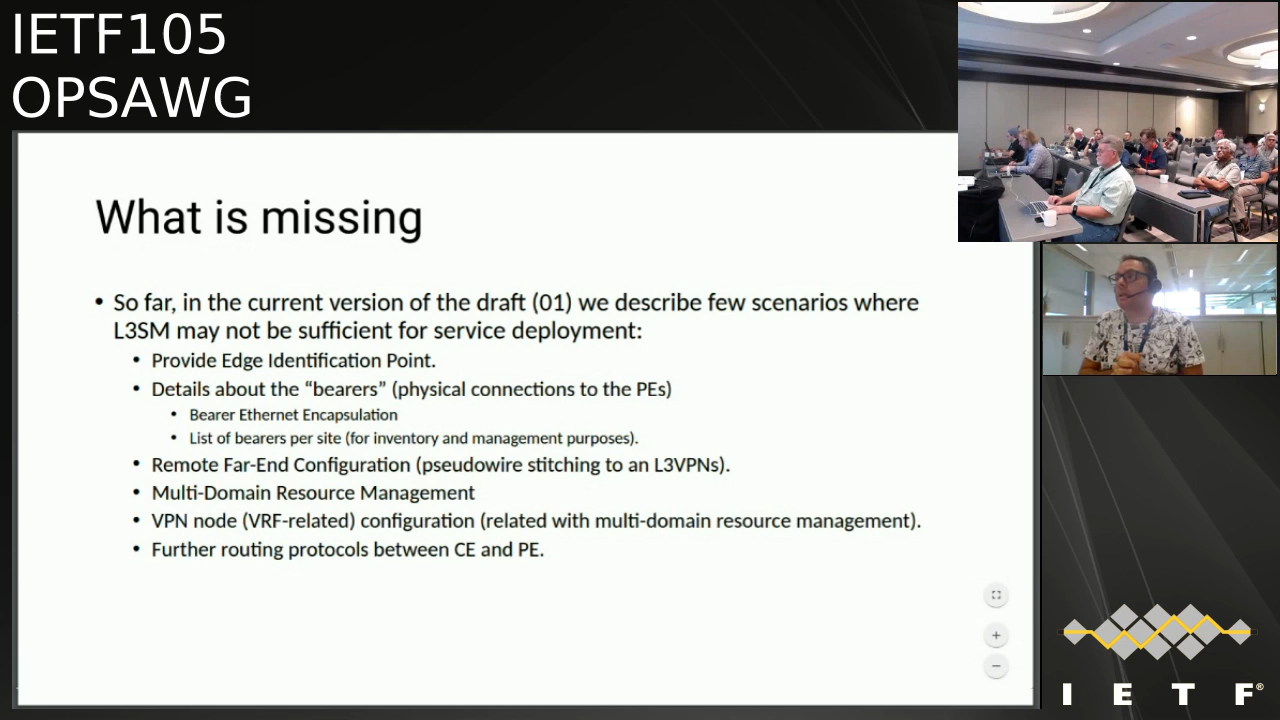 IETF105
OPSAWG
What is missing
• So far, in the current version of the draft (01) we describe few scenarios where
L3SM may not be sufficient for service deployment:
• Provide Edge Identification Point.
• Details about the “bearers” (physical connections to the PEs)
• Bearer Ethernet Encapsulation
• List of bearers per site (for inventory and management purposes).
• Remote Far-End Configuration (pseudowire stitching to an L3VPNs).
• Multi-Domain Resource Management
• VPN node (VRF-related) configuration (related with multi-domain resource management).
• Further routing protocols between CE and PE.
I E T F®